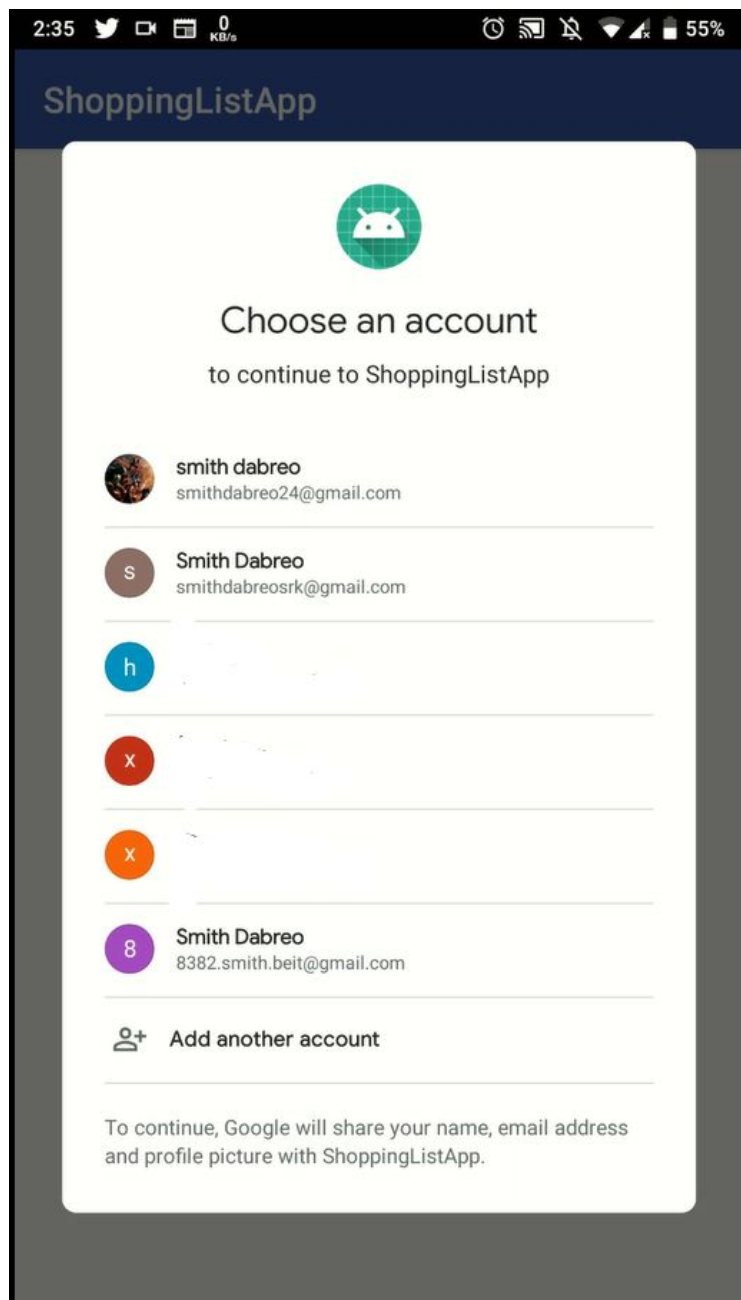 2:35 0 KB/s 55%
ShoppingListApp
Choose an account
to continue to ShoppingListApp
smith dabreo
smithdabreo24@gmail.com
s
Smith Dabreo
smithdabreosrk@gmail.com
h
x
x
8
Smith Dabreo
8382.smith.beit@gmail.com
Add another account
To continue, Google will share your name, email address
and profile picture with ShoppingListApp.